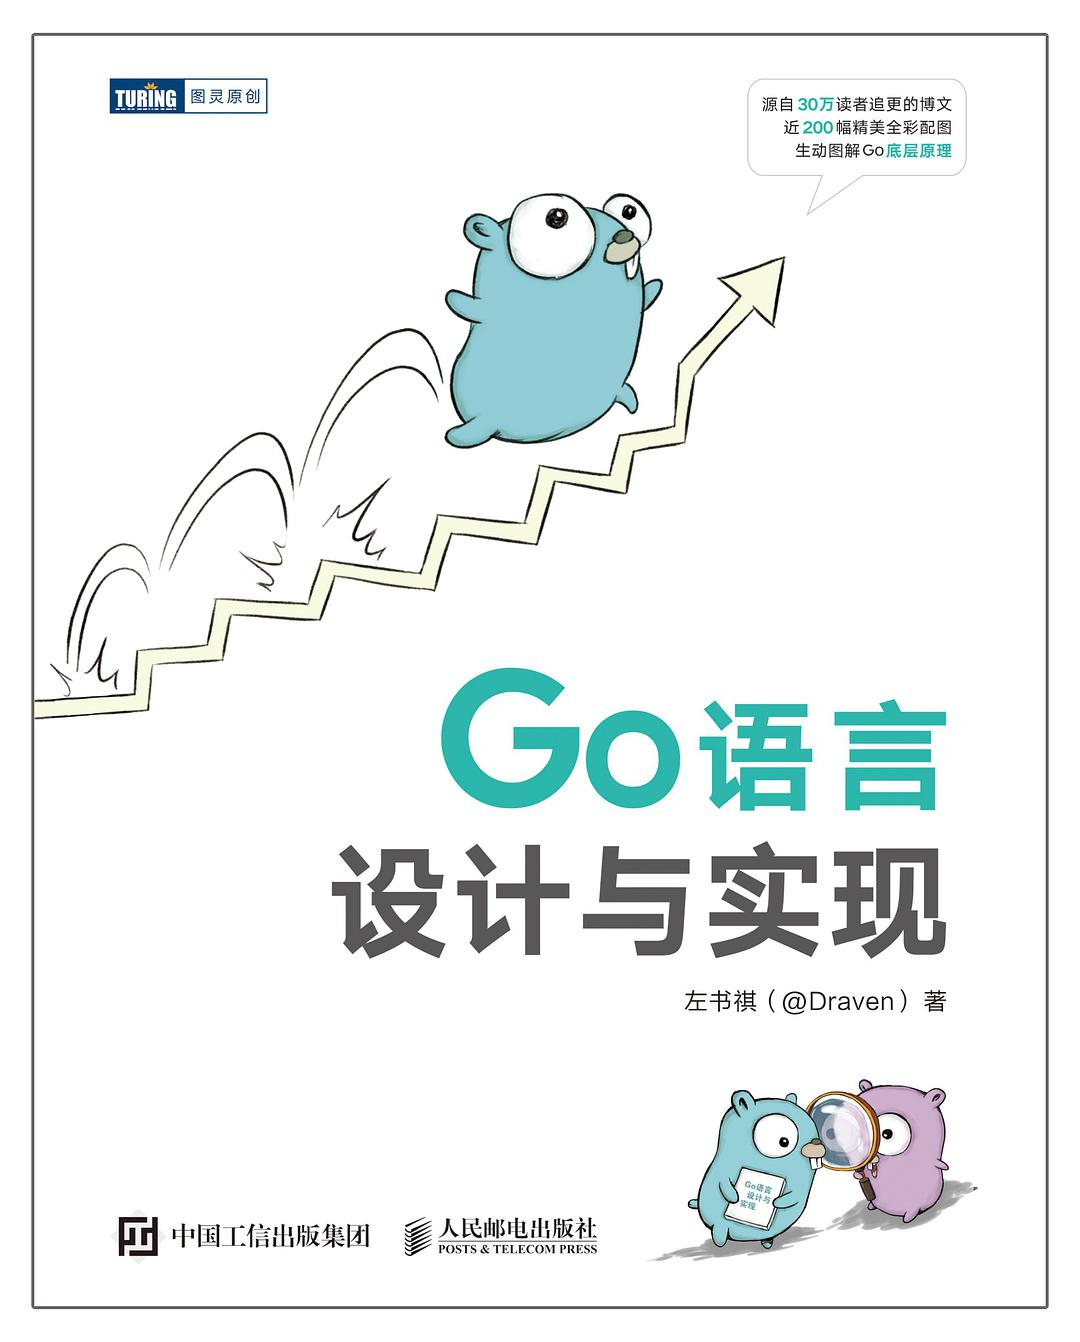 TURING 图灵原创
源自30万读者追更的博文
近200幅精美全彩配图
生动图解Go底层原理
Go语言
设计与实现
左书祺（@Draven）著
Go语言
设计与
实现
中国工信出版集团
人民邮电出版社
POSTS & TELECOM PRESS